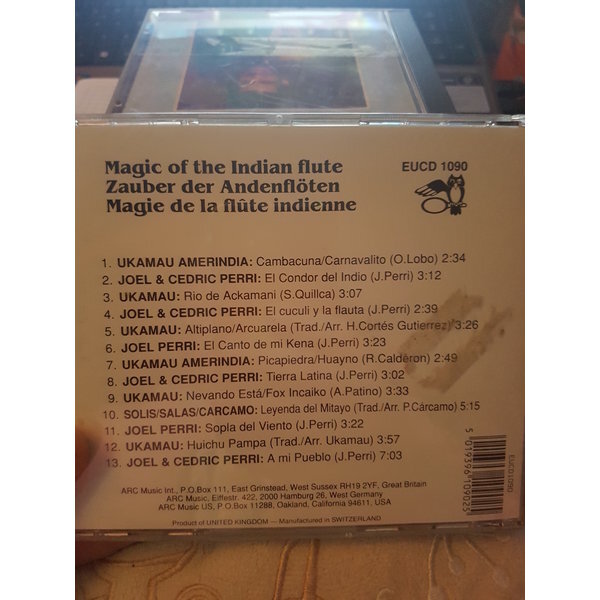 Magic of the Indian flute
EUCD 1090
Zauber der Andenflöten
Magie de la flûte indienne
1. UKAMAU AMERINDIA: Cambacuna/Carnavalito (O.Lobo) 2:34
2. JOEL & CEDRIC PERRI: El Condor del Indio (J.Perri) 3:12
3. UKAMAU: Rio de Ackamani (S.Quillca) 3:07
4. JOEL & CEDRIC PERRI: El cuculi y la flauta (J.Perri) 2:39
5. UKAMAU: Altiplano/Arcuarela (Trad./Arr. H.Cortés Gutierrez) 3:26
6. JOEL PERRI: El Canto de mi Kena (J.Perri) 2:23
7. UKAMAU AMERINDIA: Picapiedra/Huayno (R.Calderon) 2:49
8. JOEL & CEDRIC PERRI: Tierra Latina (J.Perri) 3:02
9. UKAMAU: Nevando Está/Fox Incaiko (A.Patino) 3:33
10. SOLIS/SALAS/CARCAMO: Leyenda del Mitayo (Trad./Arr. P.Cárcamo) 5:15
11. JOEL PERRI: Sopla del Viento (J.Perri) 3:22
12. UKAMAU: Huichu Pampa (Trad./Arr. Ukamau) 3:57
13. JOEL & CEDRIC PERRI: A mi Pueblo (J.Perri) 7:03
ARC Music Int., P.O.Box 111, East Grinstead, West Sussex RH19 2YF, Great Britain
ARC Music, Eiffestr. 422, 2000 Hamburg 26, West Germany
ARC Music US, P.O.Box 11288, Oakland, California 94611, USA
Product of UNITED KINGDOM — Manufactured in SWITZERLAND
5 019396 109025
EUCD1090